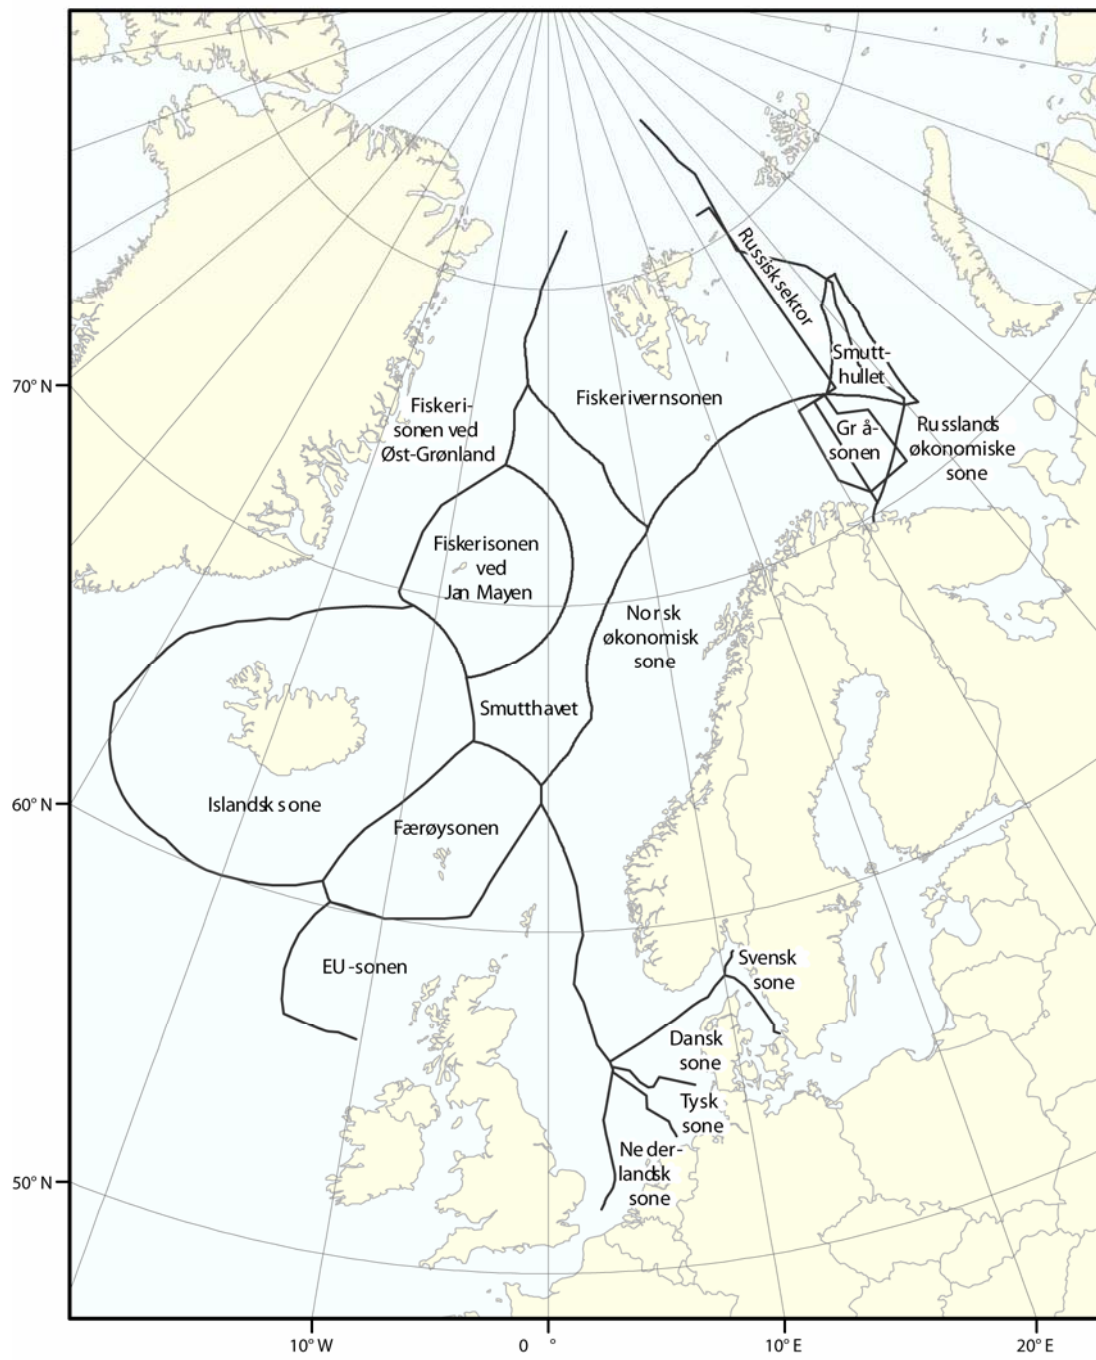 Russisk sektor
Smutt-
hullet
Fiskerivernsonen
70° N
Fiskeri-
sonen ved
Øst-Grønland
Grå-
sonen
Russlands
økonomiske
sone
Fiskerisonen
ved
Jan Mayen
Norsk
økonomisk
sone
Smutthavet
60° N
Islandsk sone
Færøysonen
EU-sonen
Svensk
sone
Dansk
sone
Tysk
sone
Neder-
landsk
sone
50° N
10° W
0 °
10° E
20° E